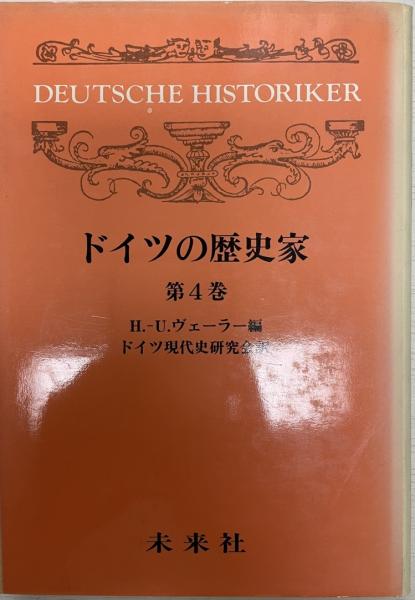 DEUTSCHE HISTORIKER
ドイツの歴史家
第4巻
H.-U.ヴェーラー編
ドイツ現代史研究会訳
未来社